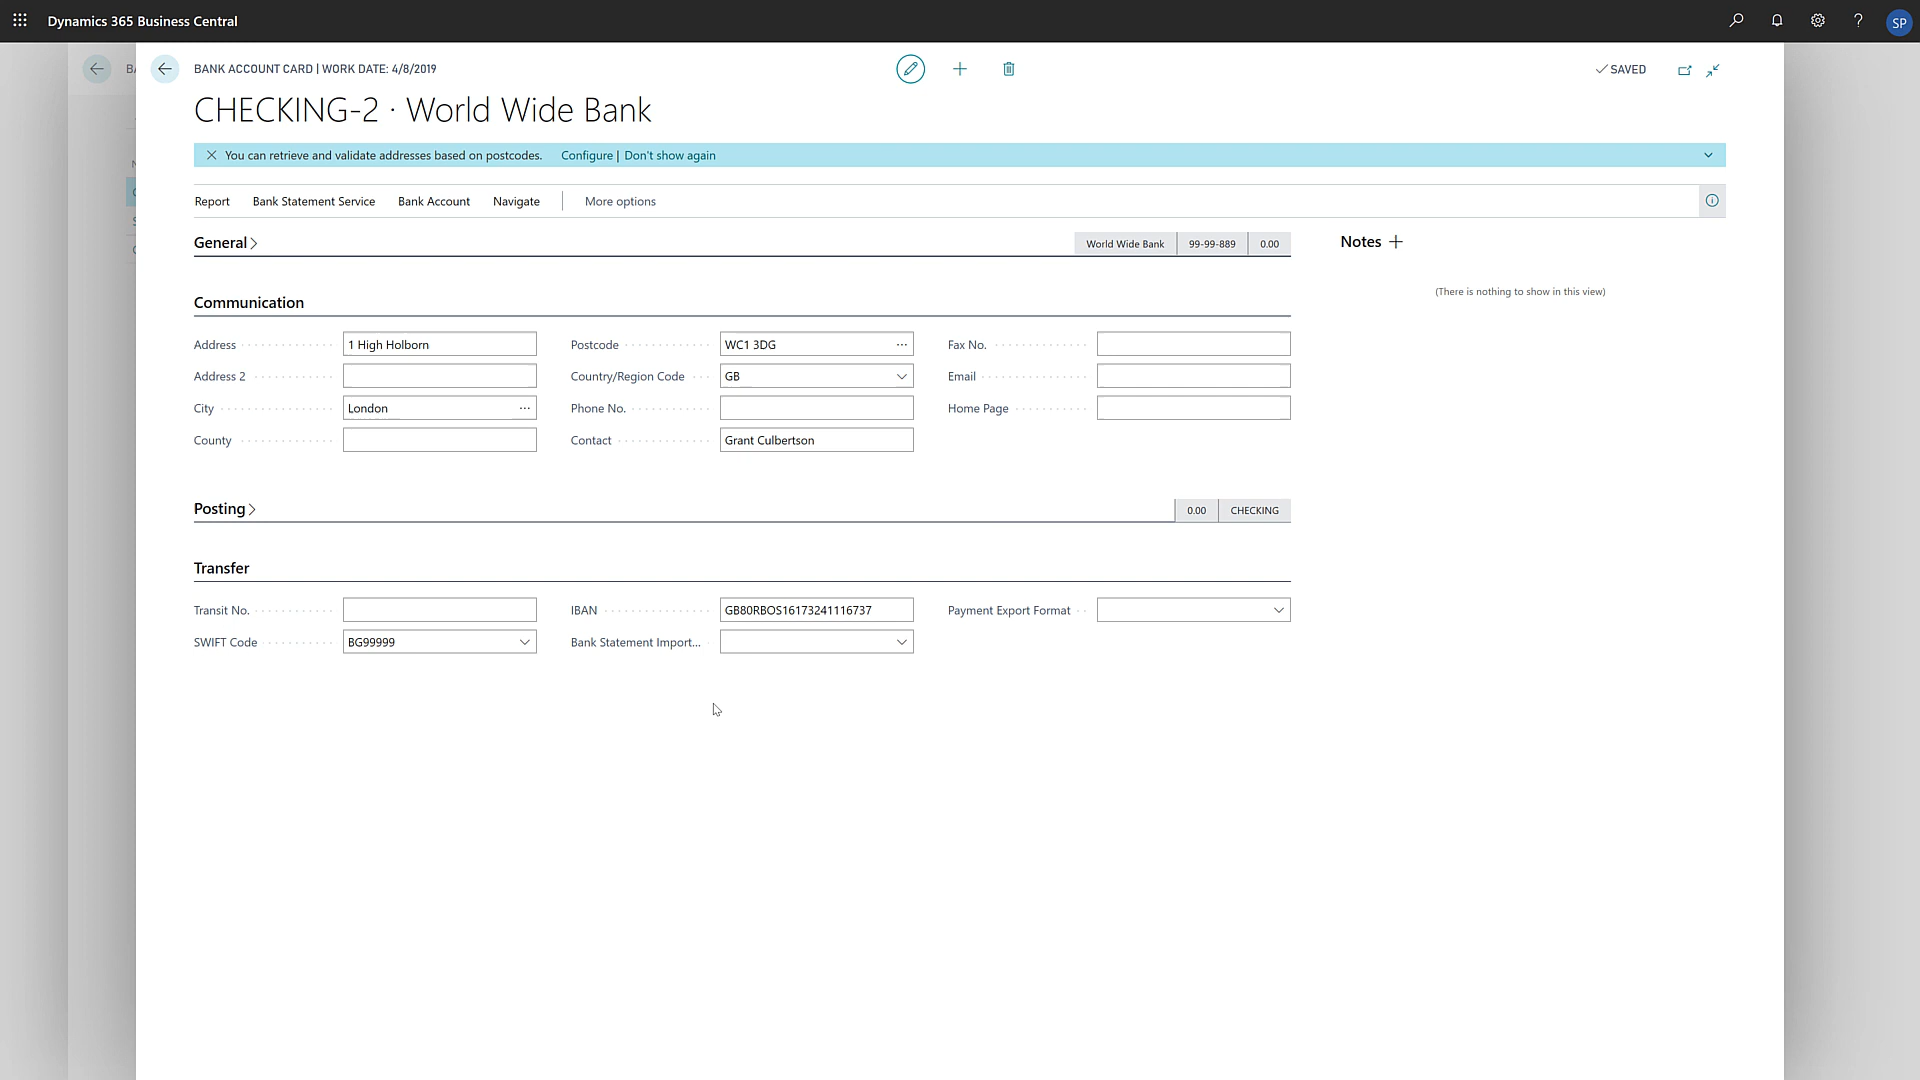 Dynamics 365 Business Central
SP
BANK ACCOUNT CARD | WORK DATE: 4/8/2019
✓SAVED
CHECKING-2 · World Wide Bank
You can retrieve and validate addresses based on postcodes. Configure | Don't show again
Report Bank Statement Service Bank Account Navigate More options
General World Wide Bank 99-99-889 0.00
Notes
(There is nothing to show in this view)
Communication
Address 1 High Holborn Postcode WC1 3DG Fax No.
Address 2 Country/Region Code GB Email
City London Phone No. Home Page
County Contact Grant Culbertson
Posting 0.00 CHECKING
Transfer
Transit No. IBAN GB80RBOS16173241116737 Payment Export Format
SWIFT Code BG99999 Bank Statement Import...